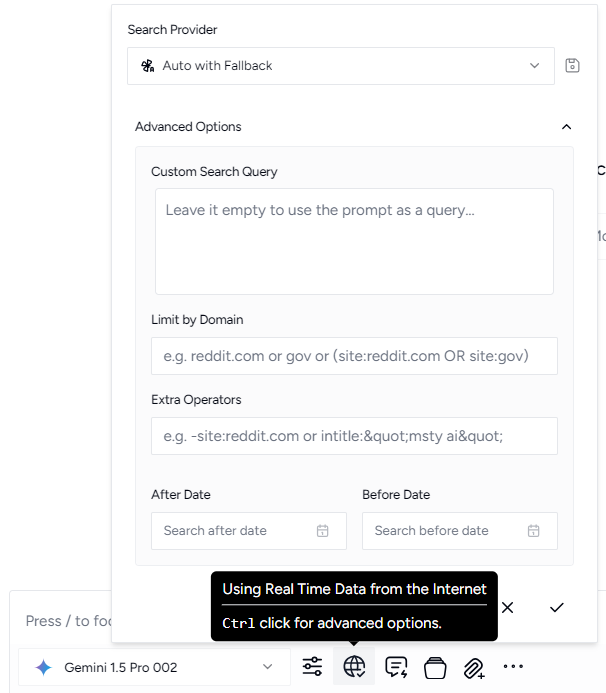 Search Provider
Auto with Fallback
Advanced Options
Custom Search Query
Leave it empty to use the prompt as a query...
Limit by Domain
e.g. reddit.com or gov or (site:reddit.com OR site:gov)
Extra Operators
e.g. -site:reddit.com or intitle:&quot;msty ai&quot;
After Date Before Date
Search after date Search before date
Using Real Time Data from the Internet
Ctrl click for advanced options.
Press / to foc
Gemini 1.5 Pro 002